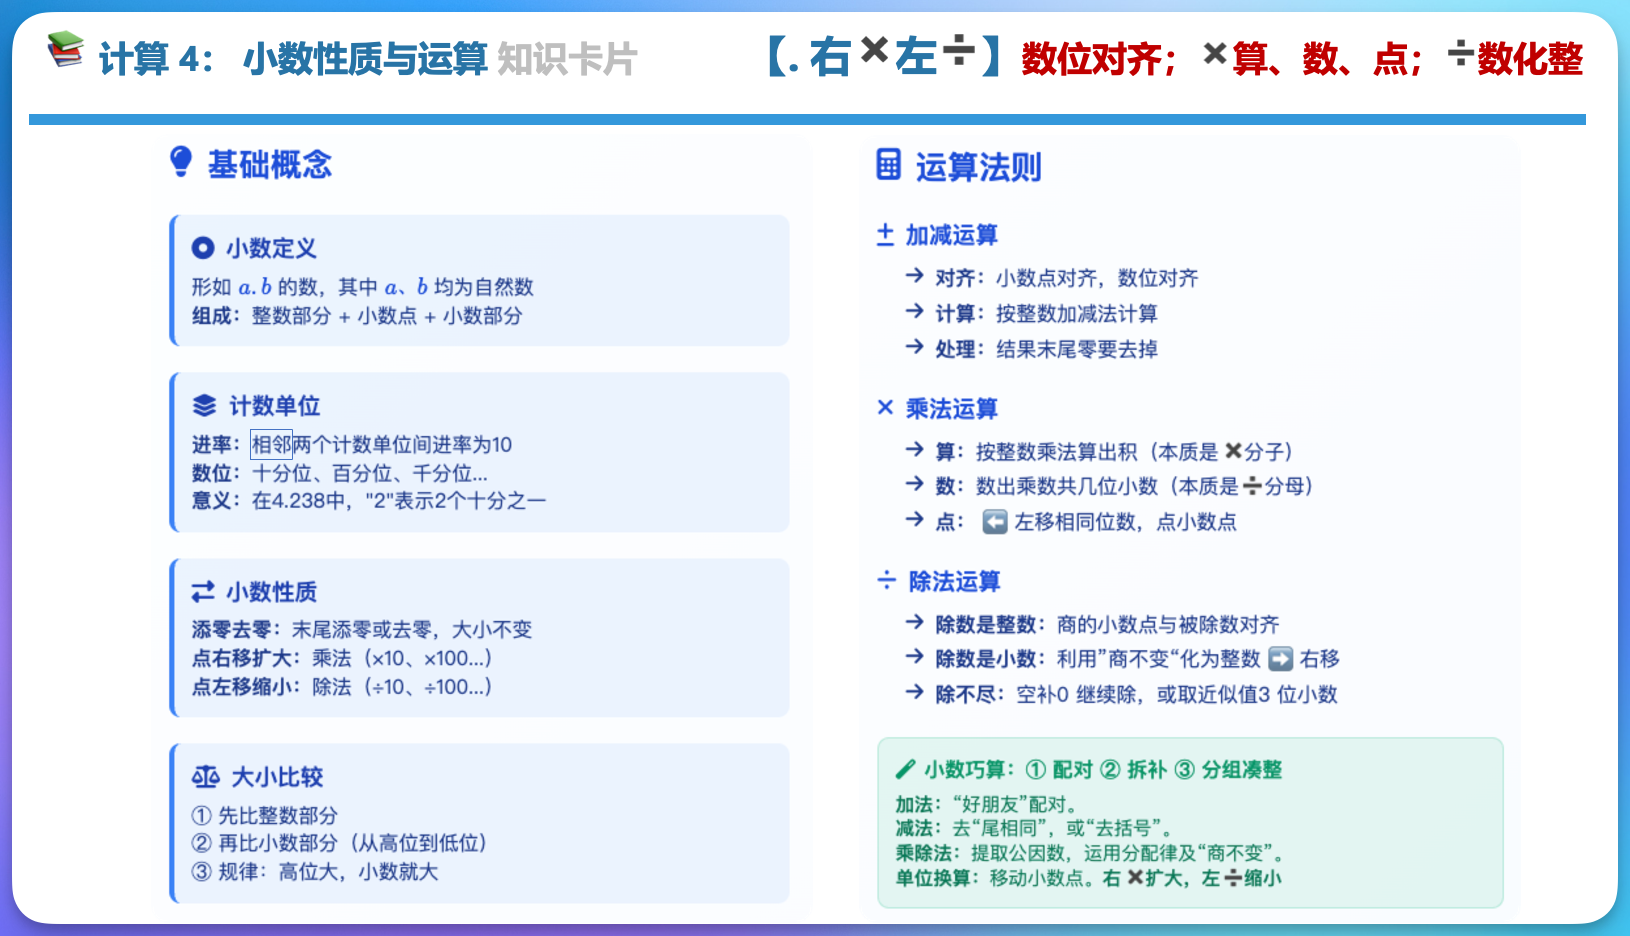 📚 计算 4： 小数性质与运算 知识卡片
【. 右✖左➗】数位对齐；✖算、数、点；➗数化整
基础概念
小数定义
形如 a.b 的数，其中 a、b 均为自然数
组成：整数部分 + 小数点 + 小数部分
计数单位
进率：相邻两个计数单位间进率为10
数位：十分位、百分位、千分位...
意义：在4.238中，"2"表示2个十分之一
小数性质
添零去零：末尾添零或去零，大小不变
点右移扩大：乘法（×10、×100...）
点左移缩小：除法（÷10、÷100...）
大小比较
① 先比整数部分
② 再比小数部分（从高位到低位）
③ 规律：高位大，小数就大
运算法则
± 加减运算
→ 对齐：小数点对齐，数位对齐
→ 计算：按整数加减法计算
→ 处理：结果末尾零要去掉
× 乘法运算
→ 算：按整数乘法算出积（本质是✖分子）
→ 数：数出乘数共几位小数（本质是➗分母）
→ 点：⬅️ 左移相同位数，点小数点
÷ 除法运算
→ 除数是整数：商的小数点与被除数对齐
→ 除数是小数：利用”商不变“化为整数 ➡️ 右移
→ 除不尽：空补0 继续除，或取近似值3 位小数
小数巧算：① 配对 ② 拆补 ③ 分组凑整
加法：“好朋友”配对。
减法：去“尾相同”，或“去括号”。
乘除法：提取公因数，运用分配律及“商不变”。
单位换算：移动小数点。右✖扩大，左➗缩小